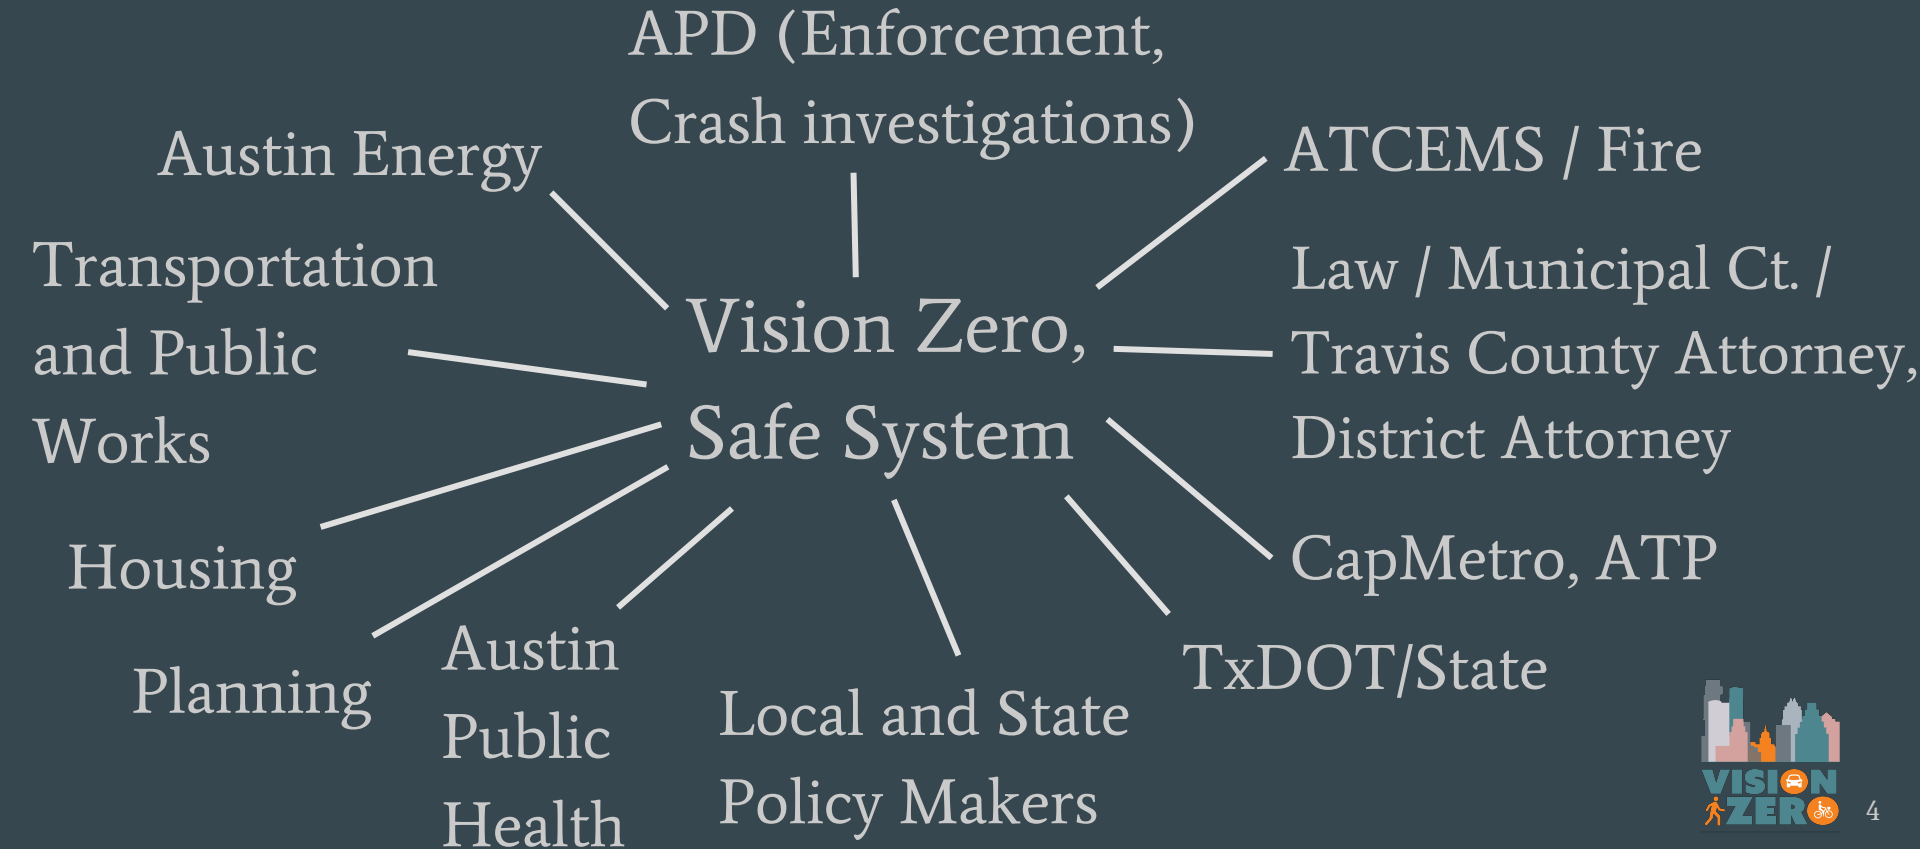 APD (Enforcement,
Crash investigations)
Austin Energy
ATCEMS / Fire
Transportation
and Public
Works
Vision Zero,
Safe System
Law / Municipal Ct. /
Travis County Attorney,
District Attorney
Housing
CapMetro, ATP
Planning
Austin
Public
Health
Local and State
Policy Makers
TxDOT/State
VISION
ZERO
4